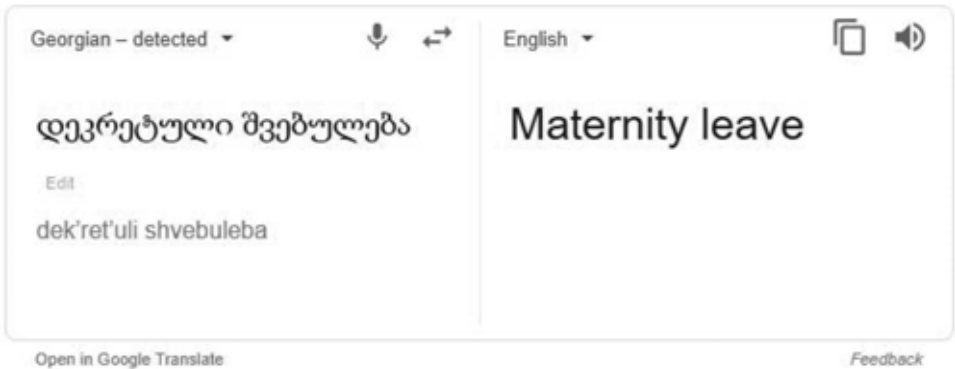 Georgian – detected
English
დეკრეტული შვებულება
Maternity leave
Edit
dek'ret'uli shvebuleba
Open in Google Translate
Feedback